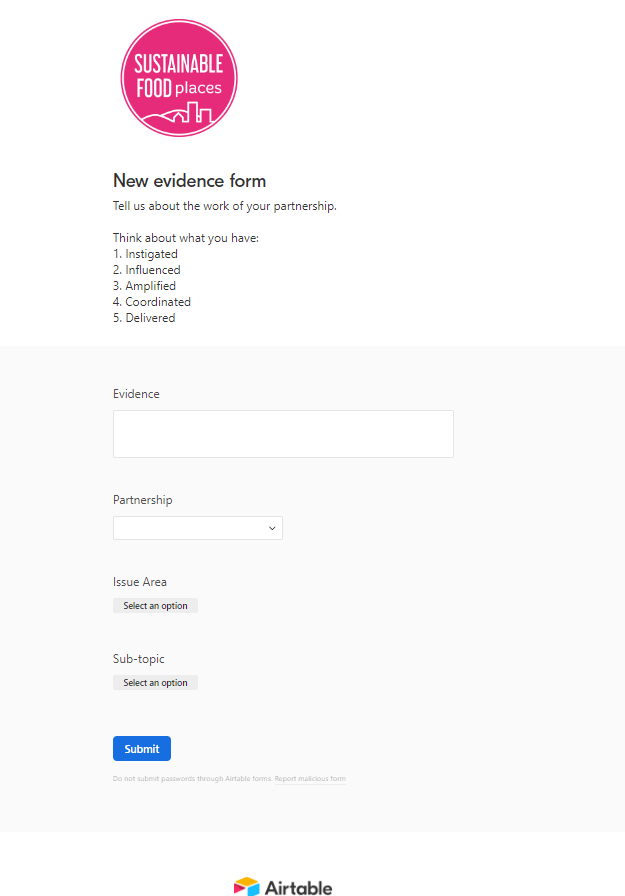 SUSTAINABLE
FOOD places
New evidence form
Tell us about the work of your partnership.
Think about what you have:
1. Instigated
2. Influenced
3. Amplified
4. Coordinated
5. Delivered
Evidence
Partnership
Issue Area
Select an option
Sub-topic
Select an option
Submit
Do not submit passwords through Airtable forms. Report malicious form
Airtable